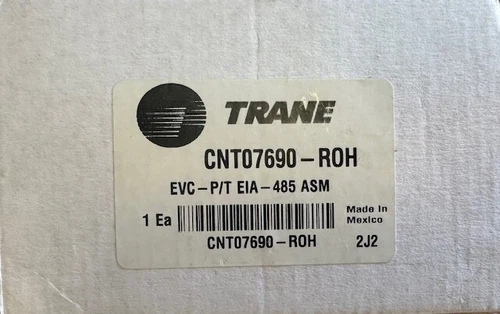 TRANE
CNT07690-ROH
EVC-P/T EIA-485 ASM
1 Ea
Made In
Mexico
CNT07690-ROH
2J2